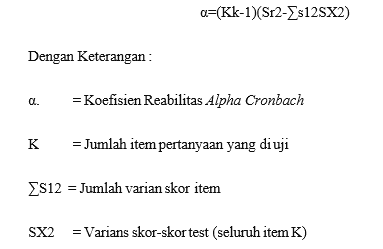 α=(Kk-1)(Sr2-∑s12SX2)
Dengan Keterangan :
α. = Koefisien Reabilitas Alpha Cronbach
K = Jumlah item pertanyaan yang di uji
∑S12 = Jumlah varian skor item
SX2 = Varians skor-skor test (seluruh item K)